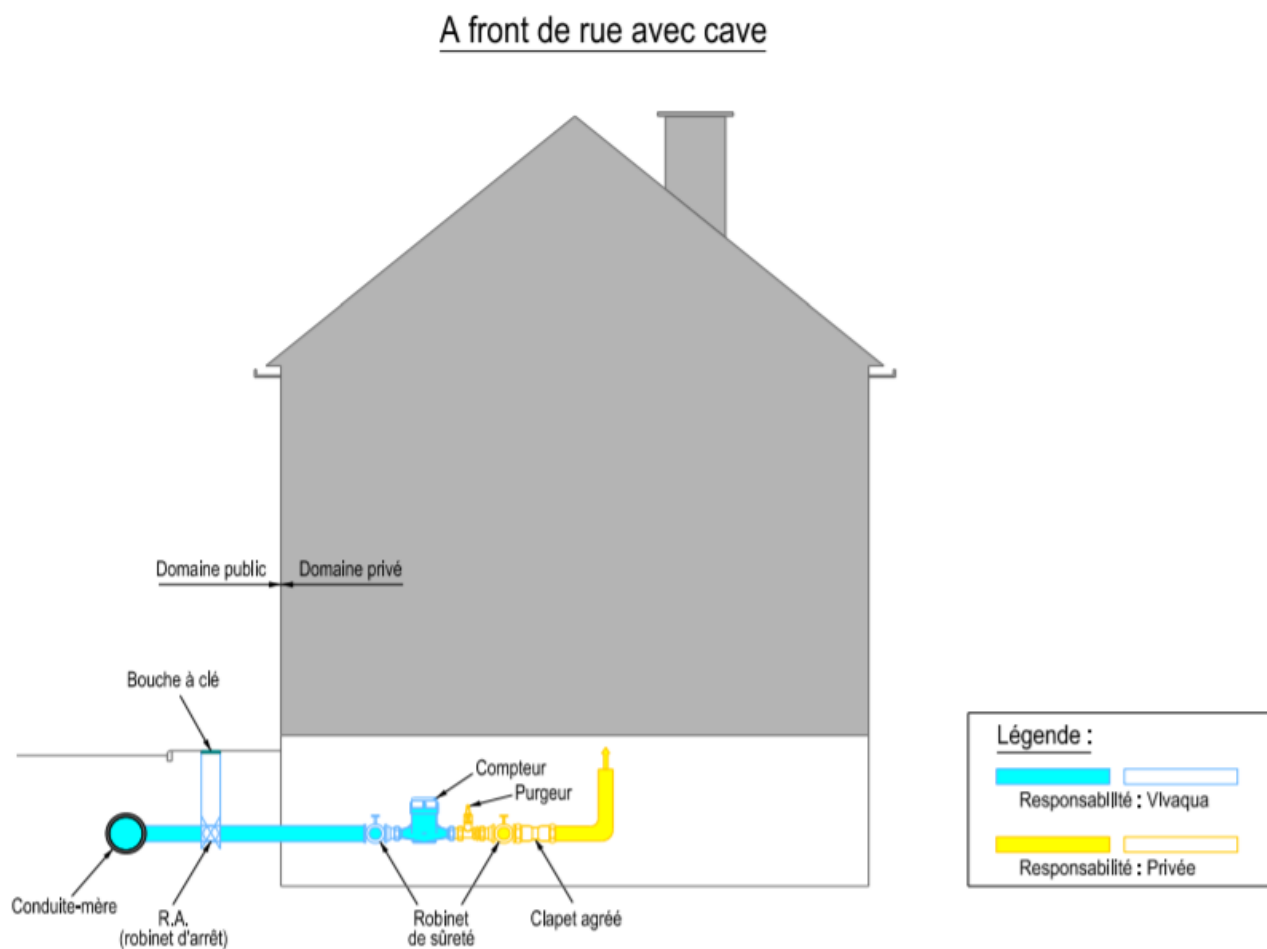 A front de rue avec cave
Domaine public
Domaine privé
Bouche à clé
Compteur
Purgeur
Conduite-mère
R.A.
(robinet d'arrêt)
Robinet
de sûreté
Clapet agréé
Légende :
Responsabilité : Vivaqua
Responsabilité : Privée